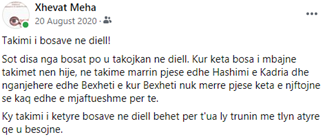 Xhevat Meha
20 August 2020
Takimi i bosave ne diell!
Sot disa nga bosat po u takojkan ne diell. Kur keta bosa i mbajne
takimet nen hije, ne takime marrin pjese edhe Hashimi e Kadria dhe
nganjehere edhe Bexheti e kur Bexheti nuk merre pjese keta e njftojne
se kaq edhe e mjaftueshme per te.
Ky takimi i ketyre bosave ne diell behet per t'ua ly trunin me tlyn atyre
qe u besojne.